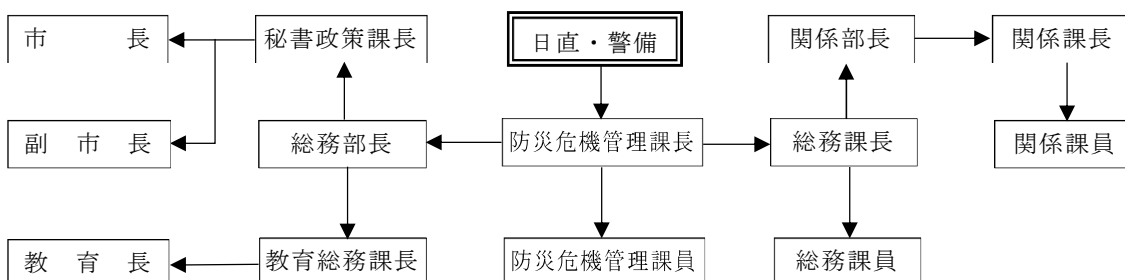 市　　　長
秘書政策課長
日直・警備
関係部長
関係課長
副　市　長
総務部長
防災危機管理課長
総務課長
関係課員
教　育　長
教育総務課長
防災危機管理課員
総務課員